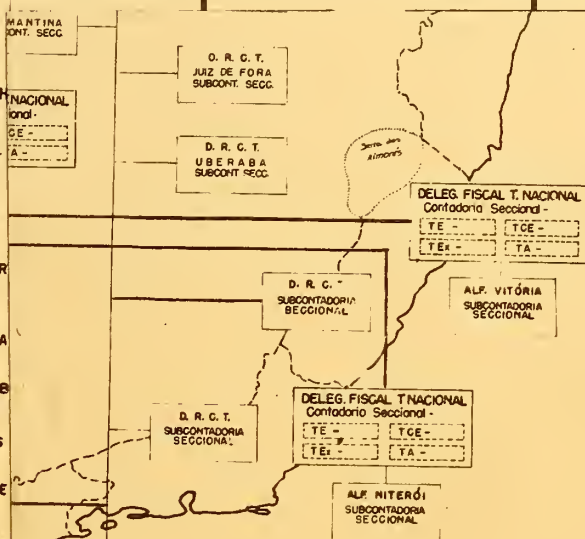 MANTINA
CONT. SECC.
O. R. C. T.
JUIZ DE FORA
SUBCONT. SECC.
T.NACIONAL
ional -
CE -
A -
D. R. C. T.
UBERABA
SUBCONT SECC.
Serra dos
Aimorés
DELEG. FISCAL T. NACIONAL
Contadoria Seccional -
TE - TCE -
TEx - TA -
ALF. VITÓRIA
SUBCONTADORIA
SECCIONAL
D. R. C. T
SUBCONTADORIA
SECCIONAL
DELEG. FISCAL T NACIONAL
Contadoria Seccional -
TE - TCE -
TEx - TA -
D. R. C. T.
SUBCONTADORIA
SECCIONAL
ALF. NITERÓI
SUBCONTADORIA
SECCIONAL
R
A
B
S
E